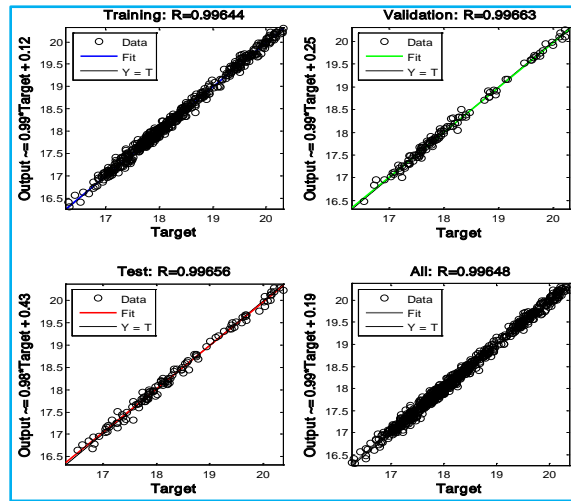 Training: R=0.99644
Output ~= 0.99*Target + 0.12
20
19.5
19
18.5
18
17.5
17
16.5
Data
Fit
Y = T
17
18
19
20
Target
Validation: R=0.99663
Output ~= 0.99*Target + 0.25
20
19.5
19
18.5
18
17.5
17
16.5
Data
Fit
Y = T
17
18
19
20
Target
Test: R=0.99656
Output ~= 0.98*Target + 0.43
20
19.5
19
18.5
18
17.5
17
16.5
Data
Fit
Y = T
17
18
19
20
Target
All: R=0.99648
Output ~= 0.99*Target + 0.19
20
19.5
19
18.5
18
17.5
17
16.5
Data
Fit
Y = T
17
18
19
20
Target